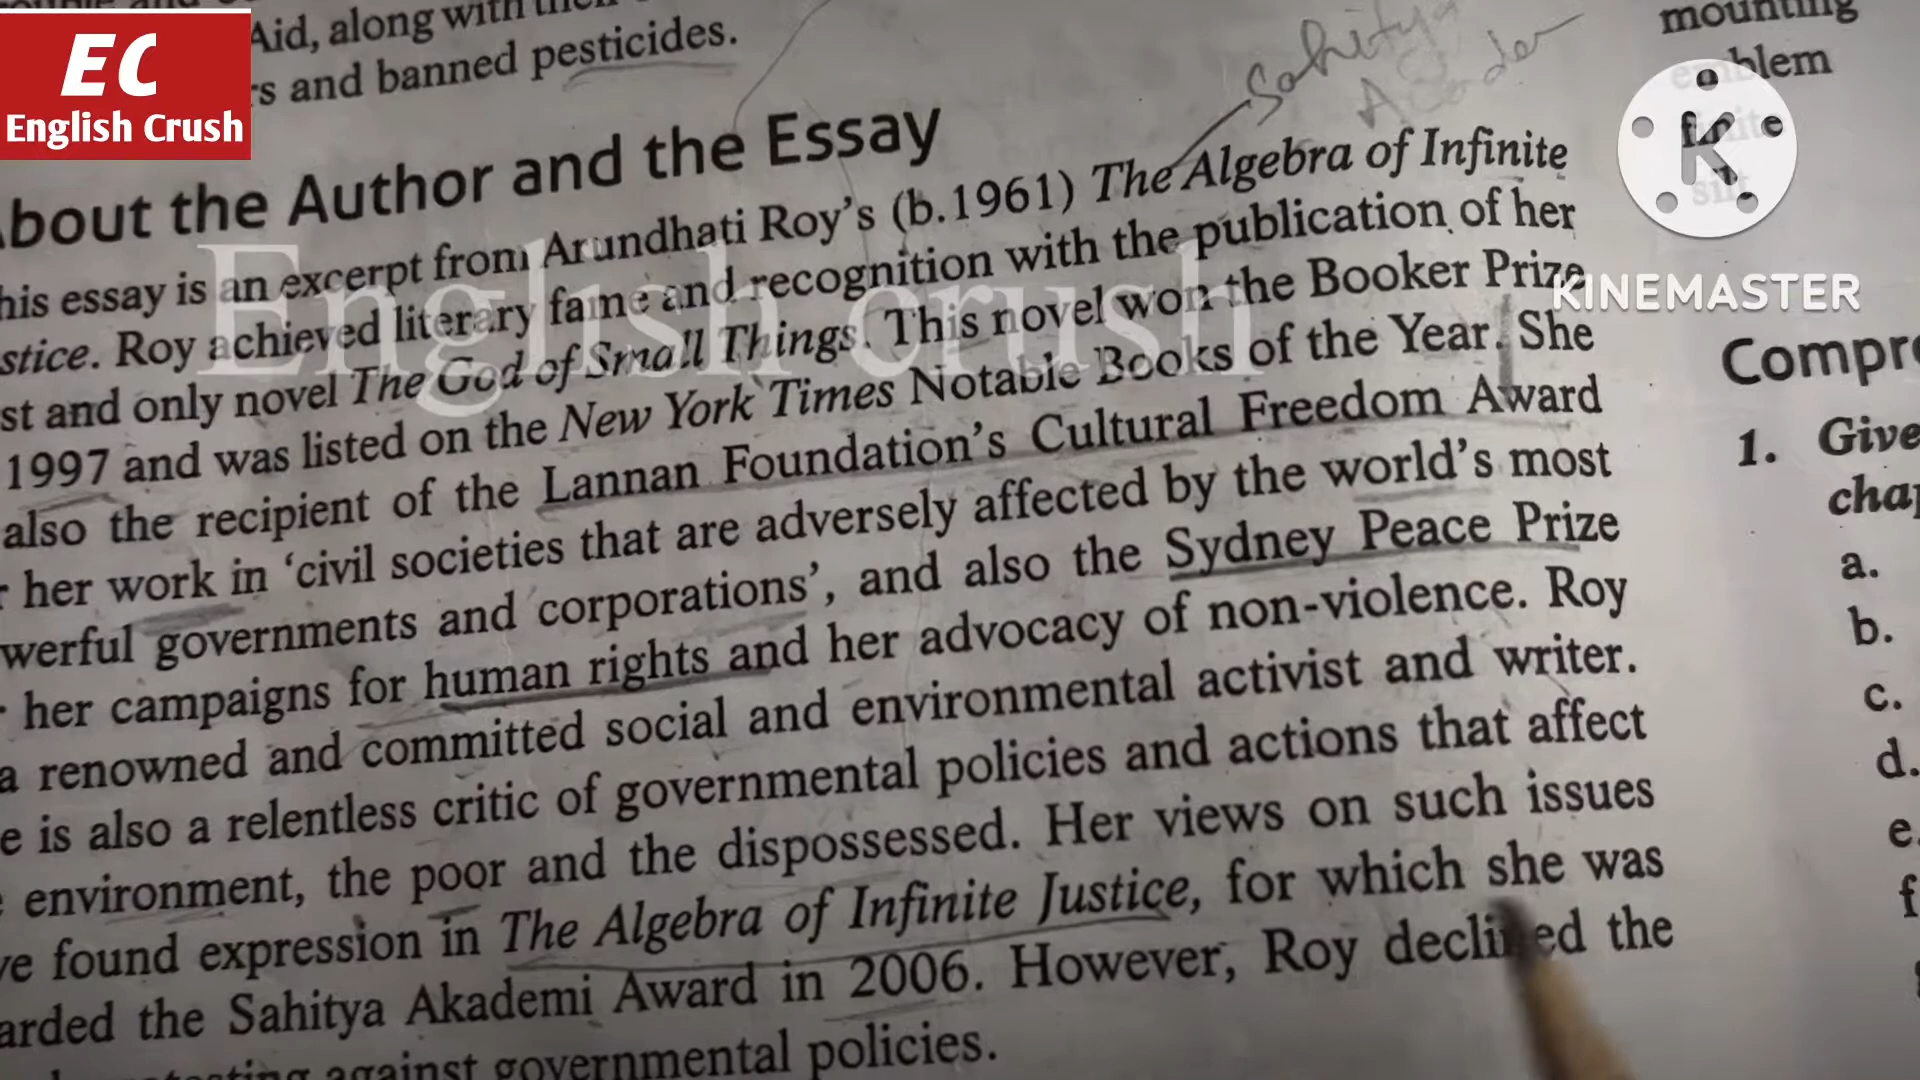 Aid, along with their
rs and banned pesticides.
EC
English Crush
Sahitya
mounting
emblem
About the Author and the Essay
his essay is an excerpt from Arundhati Roy's (b.1961) The Algebra of Infinite
stice. Roy achieved literary fame and recognition with the publication of her
st and only novel The God of Small Things. This novel won the Booker Prize
1997 and was listed on the New York Times Notable Books of the Year. She
also the recipient of the Lannan Foundation's Cultural Freedom Award
r her work in 'civil societies that are adversely affected by the world's most
werful governments and corporations', and also the Sydney Peace Prize
r her campaigns for human rights and her advocacy of non-violence. Roy
a renowned and committed social and environmental activist and writer.
e is also a relentless critic of governmental policies and actions that affect
e environment, the poor and the dispossessed. Her views on such issues
ve found expression in The Algebra of Infinite Justice, for which she was
arded the Sahitya Akademi Award in 2006. However, Roy declined the
against governmental policies.
English crush
K
KINEMASTER
Compre
1. Give
chap
a.
b.
c.
d.
e.
f